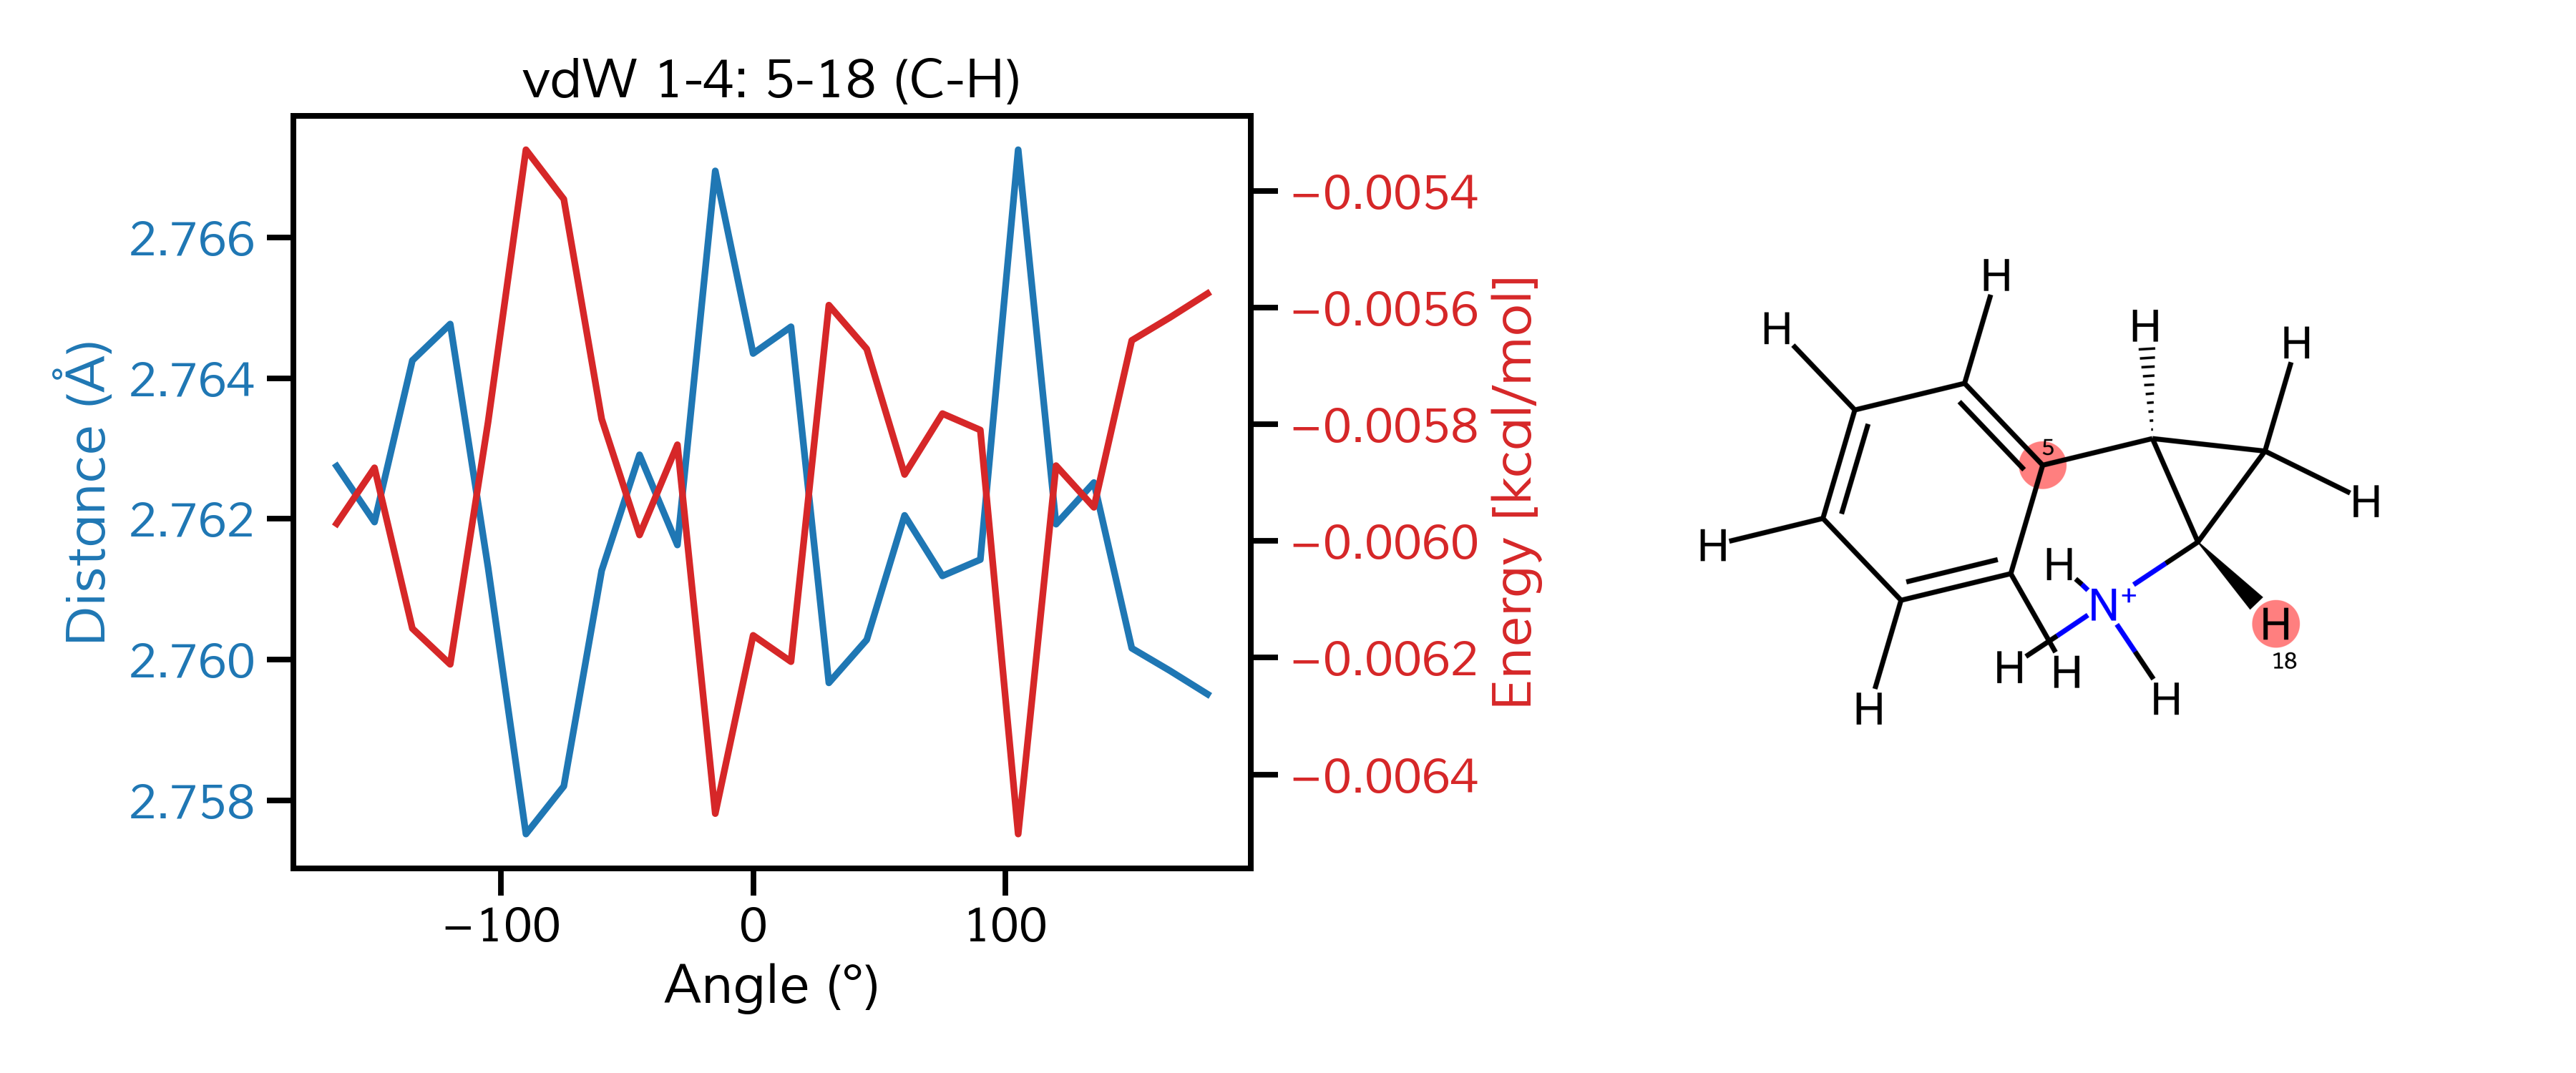 vdW 1-4: 5-18 (C-H)
Distance (Å)
2.766
2.764
2.762
2.760
2.758
−0.0054
−0.0056
−0.0058
−0.0060
−0.0062
−0.0064
Energy [kcal/mol]
−100
0
100
Angle (°)
H
H
H
H
H
5
H
H
H
N+
H
H
H
H
H
18